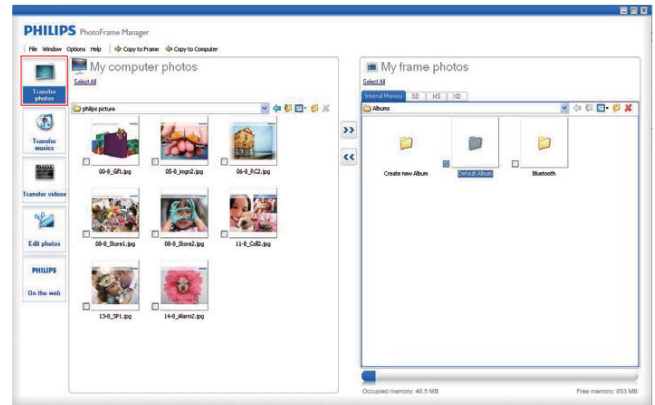 PHILIPS PhotoFrame Manager
File Window Options Help Copy to Frame Copy to Computer
Transfer
photos
Transfer
musics
Transfer videos
Edit photos
PHILIPS
On the web
My computer photos
Select All
philips picture
00-0_Gift.jpg 05-0_imgn2.jpg 06-0_RC2.jpg
08-0_Store1.jpg 08-0_Store2.jpg 11-0_Coll2.jpg
13-0_SP1.jpg 14-0_Alarm2.jpg
>>
<<
My frame photos
Select All
Internal Memory SD MS XD
Albums
Create new Album Default Album Bluetooth
Occupied memory: 48.5 MB Free memory: 853 MB